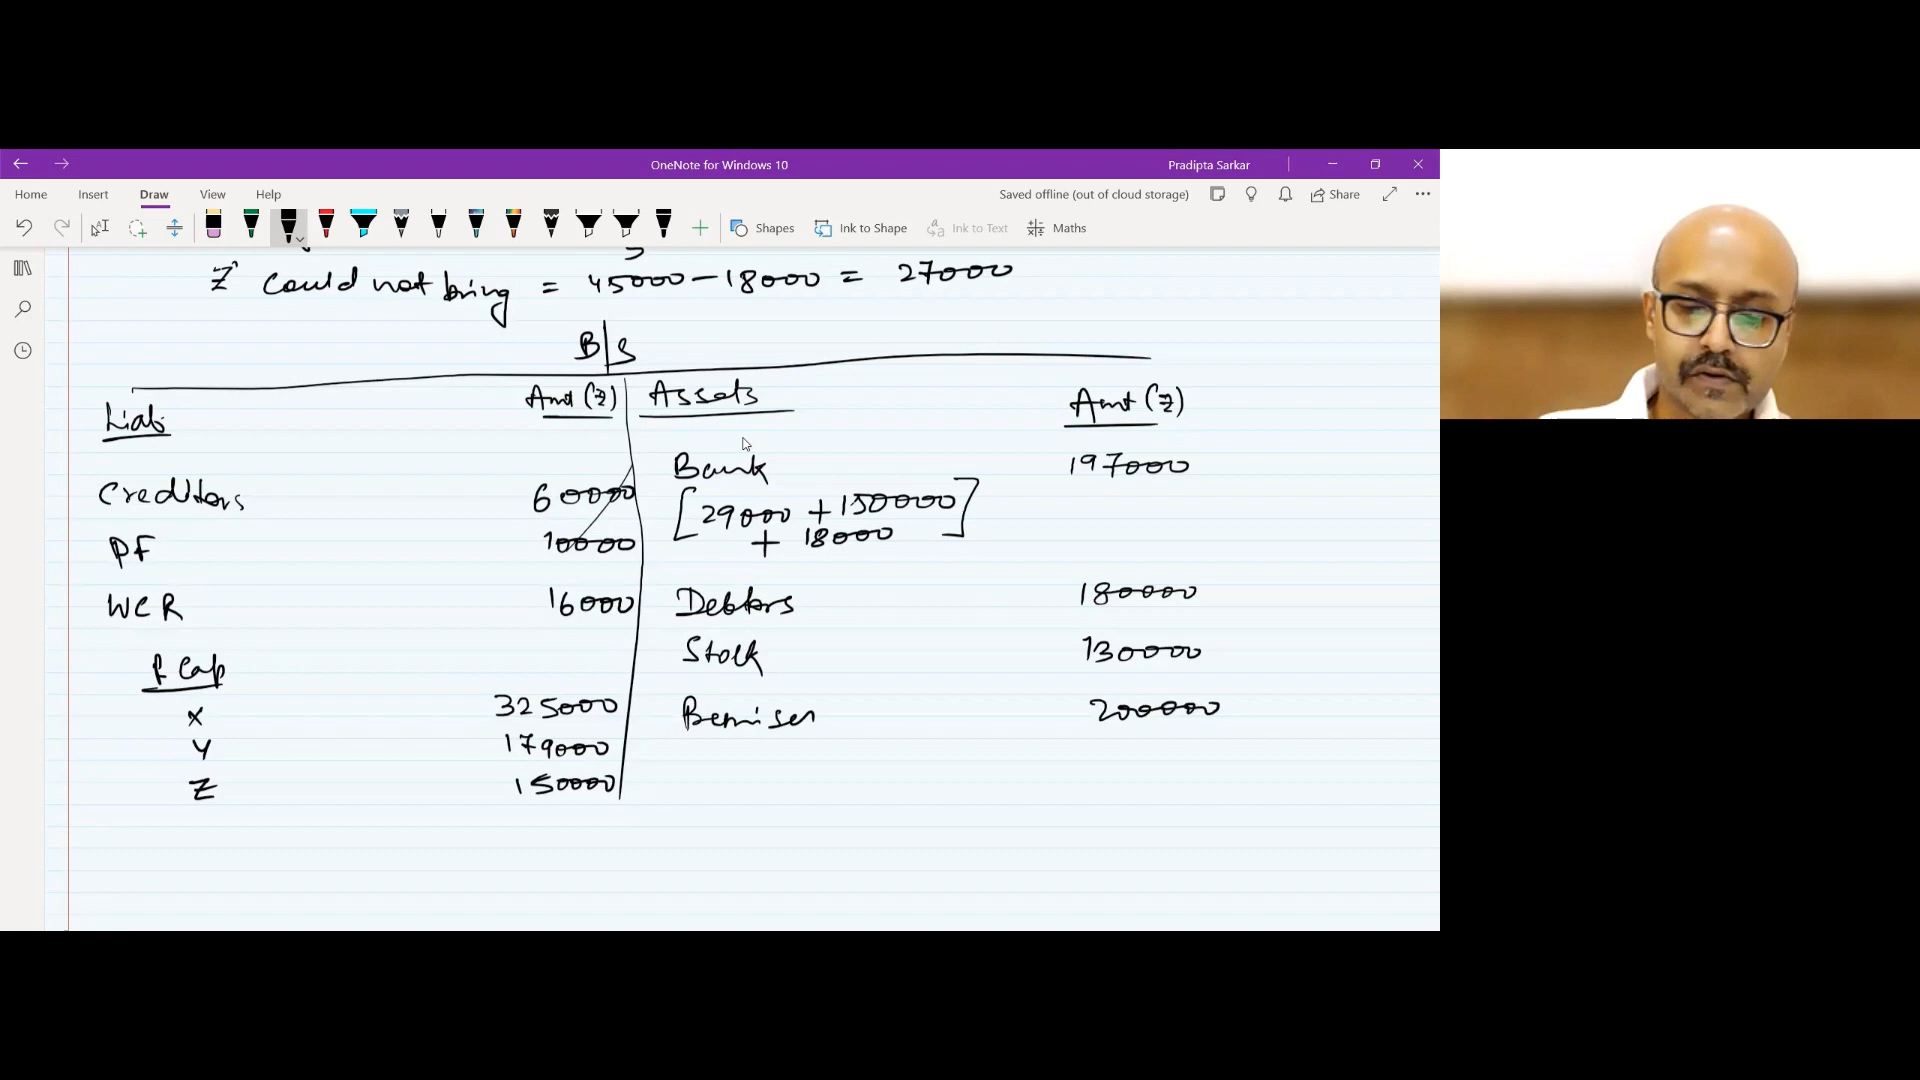 OneNote for Windows 10
Pradipta Sarkar
Home Insert Draw View Help
Saved offline (out of cloud storage)
Share
Shapes
Ink to Shape
Ink to Text
Maths
Z could not bring = 45000 - 18000 = 27000
B/S
Liab Amt (₹) Assets Amt (₹)
Bank 197000
Creditors 60000 [29000 + 150000 + 18000]
PF 10000
WCR 16000 Debtors 180000
P Cap Stock 130000
X 325000 Premises 200000
Y 179000
Z 150000